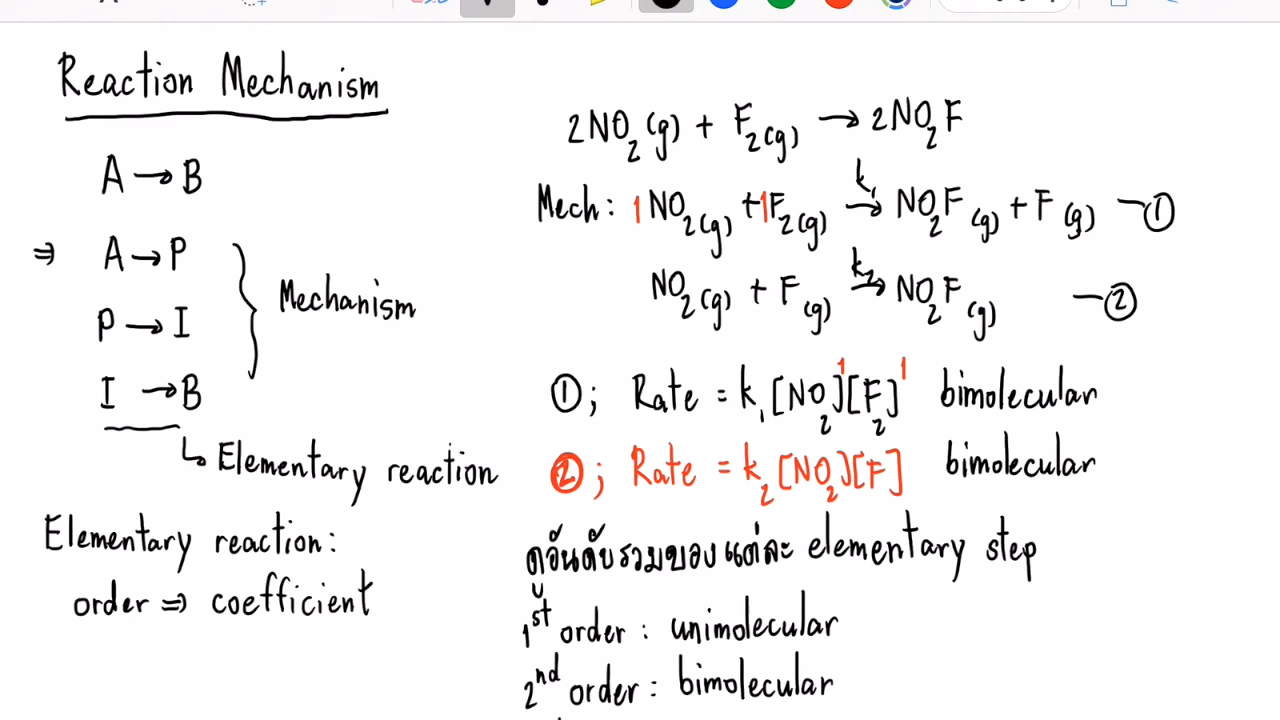 Reaction Mechanism
A → B
⇒ A → P
P → I
I → B
Mechanism
↳ Elementary reaction
Elementary reaction:
order ⇒ coefficient
2NO₂(g) + F₂(g) → 2NO₂F
Mech: 1NO₂(g) + 1F₂(g) →k₁ NO₂F(g) + F(g) —①
NO₂(g) + F(g) →k₂ NO₂F(g) —②
①; Rate = k₁[NO₂]¹[F₂]¹ bimolecular
②; Rate = k₂[NO₂][F] bimolecular
ดูอันดับรวมของแต่ละ elementary step
1st order: unimolecular
2nd order: bimolecular